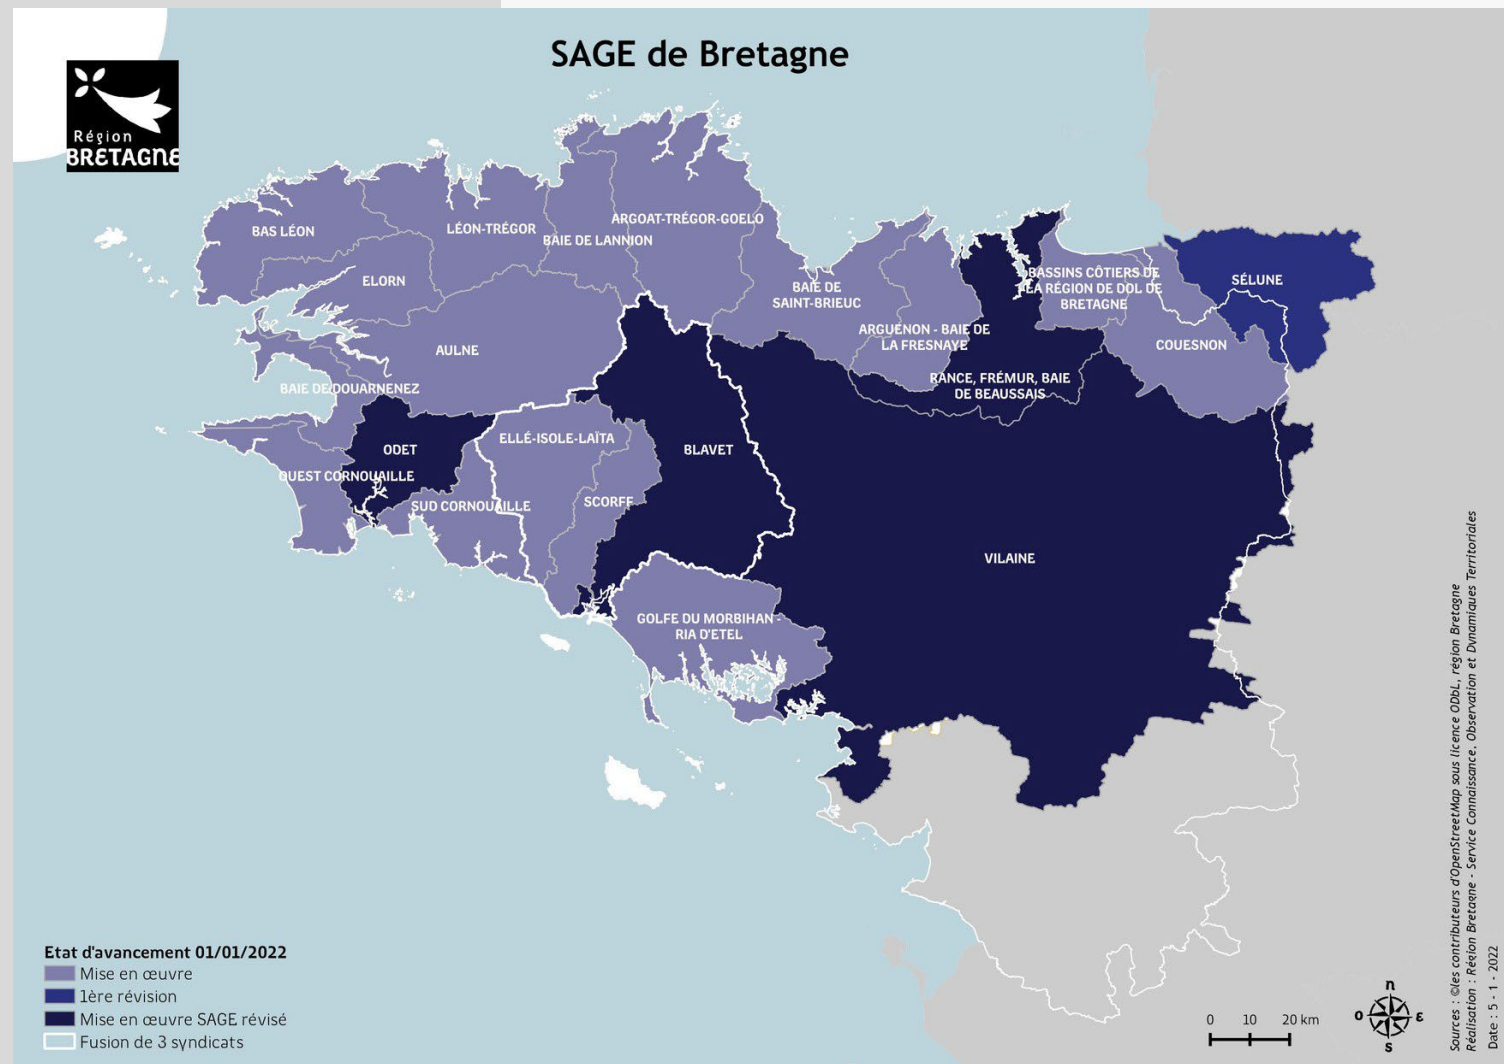 SAGE de Bretagne
Région
BRETAGNE
BAS LÉON
LÉON-TRÉGOR
BAIE DE LANNION
ARGOAT-TRÉGOR-GOELO
ELORN
BAIE DE
SAINT-BRIEUC
ARGUENON - BAIE DE
LA FRESNAYE
BASSINS CÔTIERS DE
LA RÉGION DE DOL DE
BRETAGNE
SÉLUNE
COUESNON
AULNE
BAIE DE DOUARNENEZ
RANCE, FRÉMUR, BAIE
DE BEAUSSAIS
ODET
ELLÉ-ISOLE-LAÏTA
BLAVET
OUEST CORNOUAILLE
SUD CORNOUAILLE
SCORFF
VILAINE
GOLFE DU MORBIHAN -
RIA D'ETEL
Etat d'avancement 01/01/2022
Mise en œuvre
1ère révision
Mise en œuvre SAGE révisé
Fusion de 3 syndicats
0 10 20 km
n
o ε
s
Sources : ©les contributeurs d'OpenStreetMap sous licence ODbL, région Bretagne
Réalisation : Région Bretagne - Service Connaissance, Observation et Dynamiques Territoriales
Date : 5 - 1 - 2022